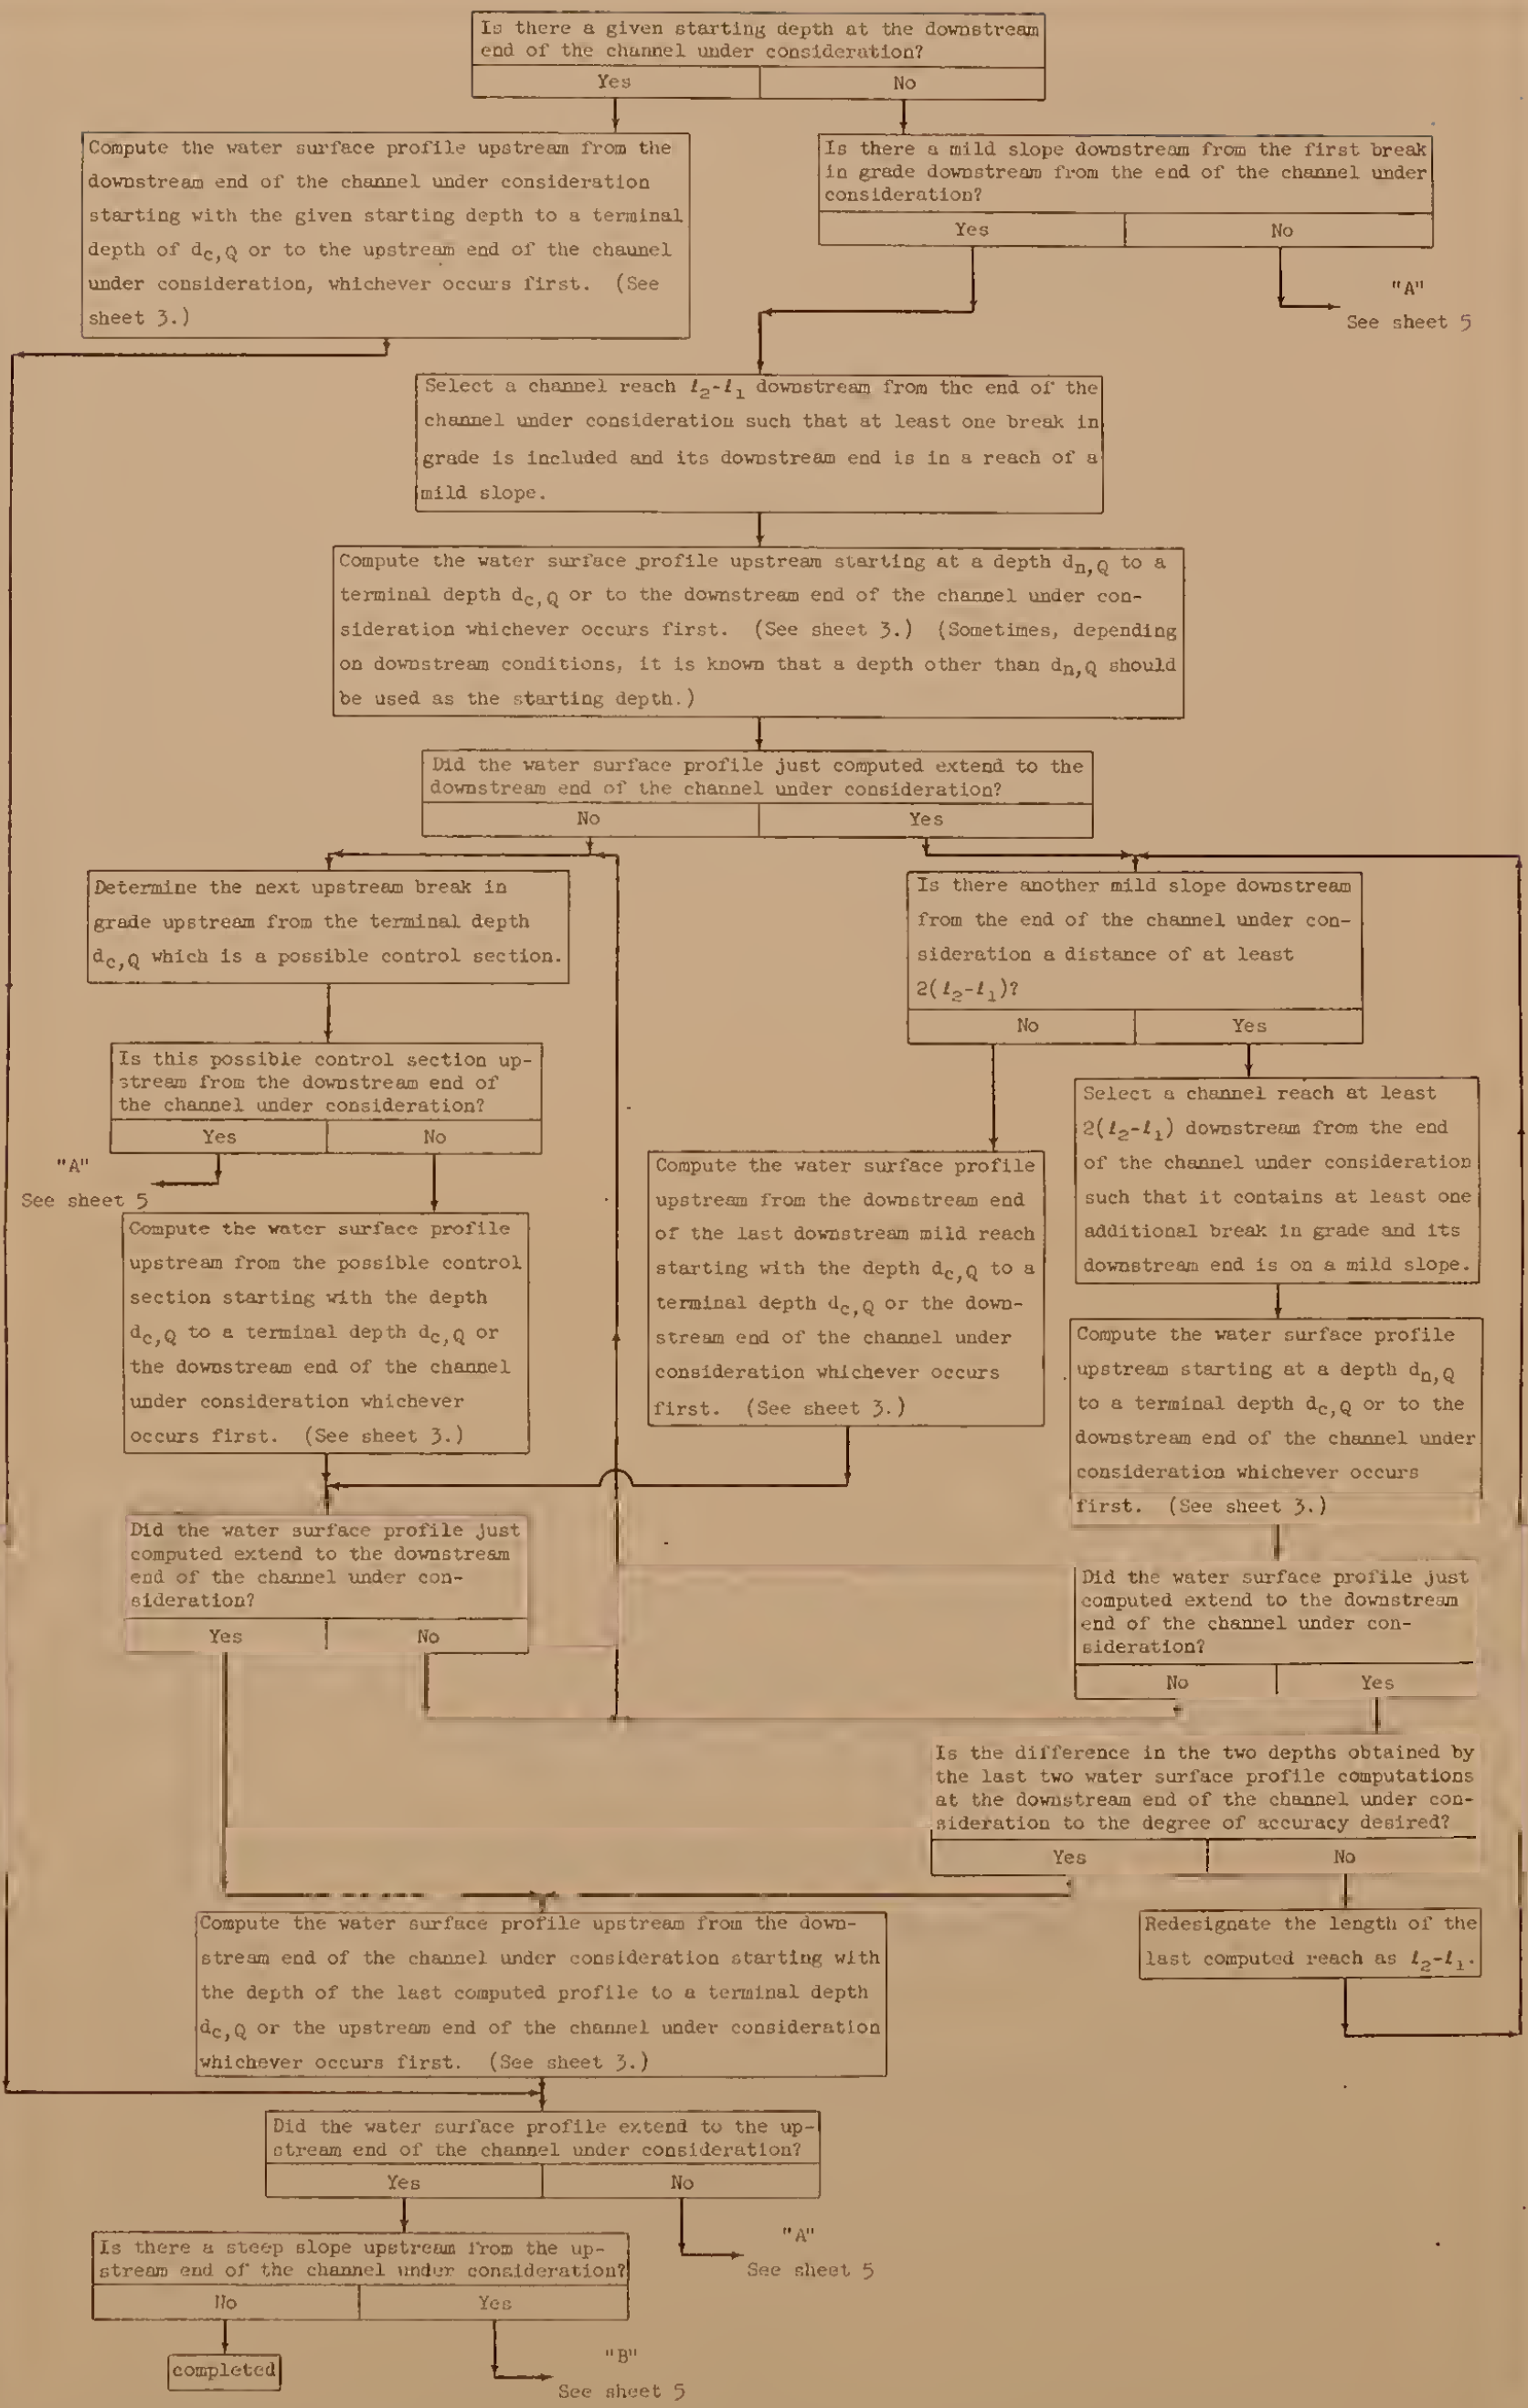 Is there a given starting depth at the downstream
end of the channel under consideration?
Yes
No
Compute the water surface profile upstream from the
downstream end of the channel under consideration
starting with the given starting depth to a terminal
depth of dc,Q or to the upstream end of the channel
under consideration, whichever occurs first. (See
sheet 3.)
Is there a mild slope downstream from the first break
in grade downstream from the end of the channel under
consideration?
Yes
No
"A"
See sheet 5
Select a channel reach l2-l1 downstream from the end of the
channel under consideration such that at least one break in
grade is included and its downstream end is in a reach of a
mild slope.
Compute the water surface profile upstream starting at a depth dn,Q to a
terminal depth dc,Q or to the downstream end of the channel under con-
sideration whichever occurs first. (See sheet 3.) (Sometimes, depending
on downstream conditions, it is known that a depth other than dn,Q should
be used as the starting depth.)
Did the water surface profile just computed extend to the
downstream end of the channel under consideration?
No
Yes
Determine the next upstream break in
grade upstream from the terminal depth
dc,Q which is a possible control section.
Is there another mild slope downstream
from the end of the channel under con-
sideration a distance of at least
2(l2-l1)?
No
Yes
Is this possible control section up-
stream from the downstream end of
the channel under consideration?
Yes
No
"A"
See sheet 5
Select a channel reach at least
2(l2-l1) downstream from the end
of the channel under consideration
such that it contains at least one
additional break in grade and its
downstream end is on a mild slope.
Compute the water surface profile
upstream from the downstream end
of the last downstream mild reach
starting with the depth dc,Q to a
terminal depth dc,Q or the down-
stream end of the channel under
consideration whichever occurs
first. (See sheet 3.)
Compute the water surface profile
upstream from the possible control
section starting with the depth
dc,Q to a terminal depth dc,Q or
the downstream end of the channel
under consideration whichever
occurs first. (See sheet 3.)
Compute the water surface profile
upstream starting at a depth dn,Q
to a terminal depth dc,Q or to the
downstream end of the channel under
consideration whichever occurs
first. (See sheet 3.)
Did the water surface profile just
computed extend to the downstream
end of the channel under con-
sideration?
Yes
No
Did the water surface profile just
computed extend to the downstream
end of the channel under con-
sideration?
No
Yes
Is the difference in the two depths obtained by
the last two water surface profile computations
at the downstream end of the channel under con-
sideration to the degree of accuracy desired?
Yes
No
Compute the water surface profile upstream from the down-
stream end of the channel under consideration starting with
the depth of the last computed profile to a terminal depth
dc,Q or the upstream end of the channel under consideration
whichever occurs first. (See sheet 3.)
Redesignate the length of the
last computed reach as l2-l1.
Did the water surface profile extend to the up-
stream end of the channel under consideration?
Yes
No
"A"
See sheet 5
Is there a steep slope upstream from the up-
stream end of the channel under consideration?
No
Yes
completed
"B"
See sheet 5